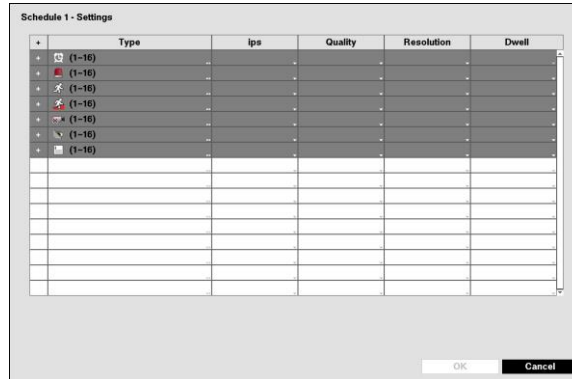 Schedule 1 - Settings
+ Type ips Quality Resolution Dwell
+ (1~16)
+ (1~16)
+ (1~16)
+ (1~16)
+ (1~16)
+ (1~16)
+ (1~16)
OK Cancel